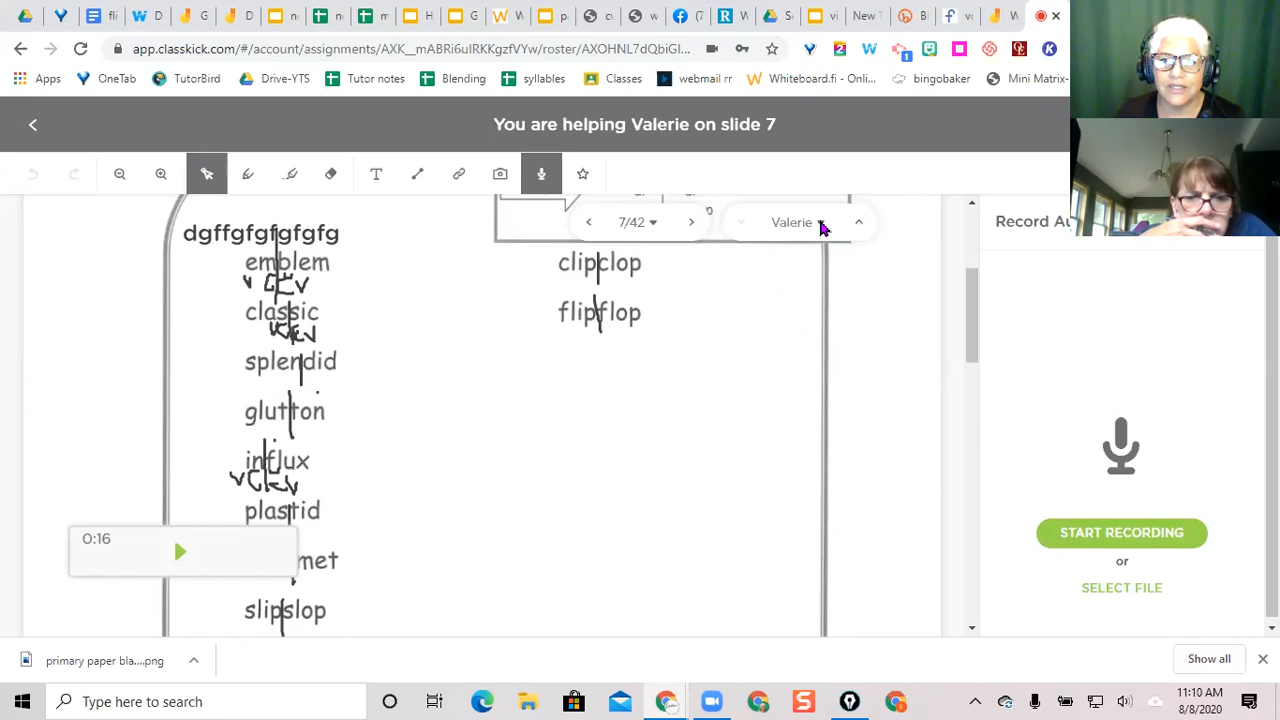 app.classkick.com/#/account/assignments/AXK_mABRi6uIRKKgzfVYw/roster/AXOHNL7dQbiGl...
Apps
OneTab
TutorBird
Drive-YTS
Tutor notes
Blending
syllables
Classes
webmail rr
Whiteboard.fi - Onli...
bingobaker
Mini Matrix-
You are helping Valerie on slide 7
7/42
Valerie
Record Au
dgffgfgfgfgfg
emblem
v c c v
classic
v c c v
splendid
glutton
influx
v c c v
plastid
met
slipslop
clipclop
flipflop
0:16
START RECORDING
or
SELECT FILE
primary paper bla....png
Show all
Type here to search
11:10 AM
8/8/2020